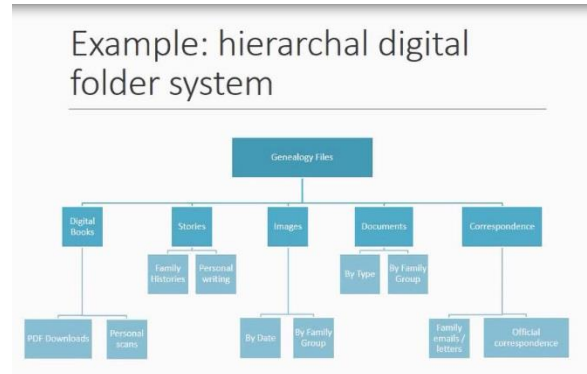 Example: hierarchal digital
folder system
Genealogy Files
Digital
Books
Stories
Images
Documents
Correspondence
Family
Histories
Personal
writing
By Type
By Family
Group
PDF Downloads
Personal
scans
By Date
By Family
Group
Family
emails /
letters
Official
correspondence